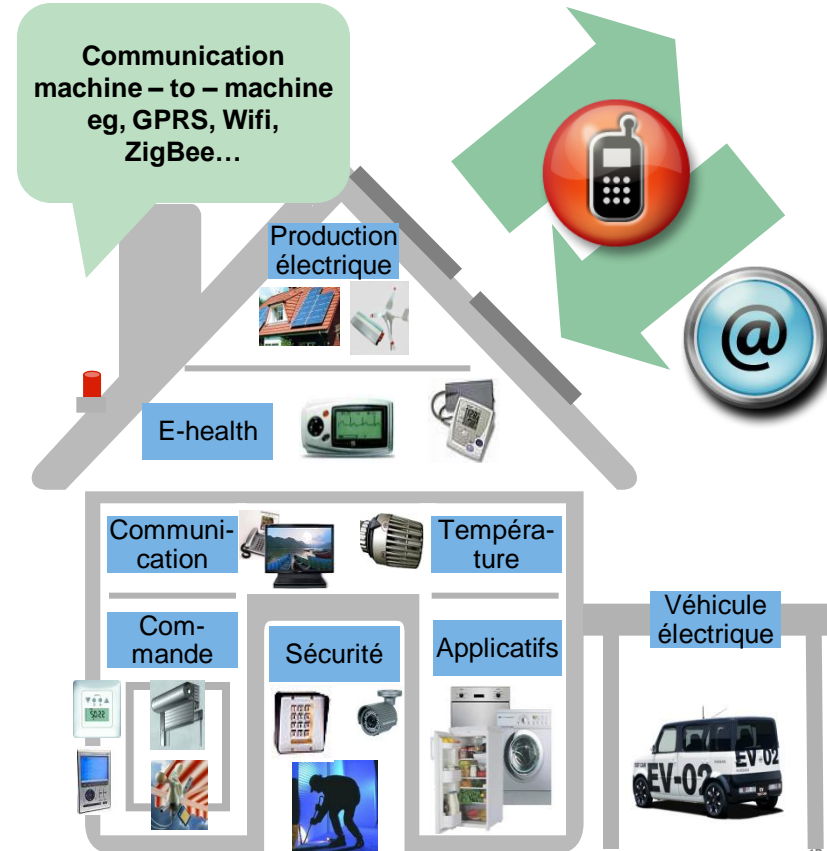 Communication
machine – to – machine
eg, GPRS, Wifi,
ZigBee…
@
Production
électrique
E-health
Communi-
cation
Tempéra-
ture
Com-
mande
Sécurité
Applicatifs
Véhicule
électrique
EV-02
EV-02